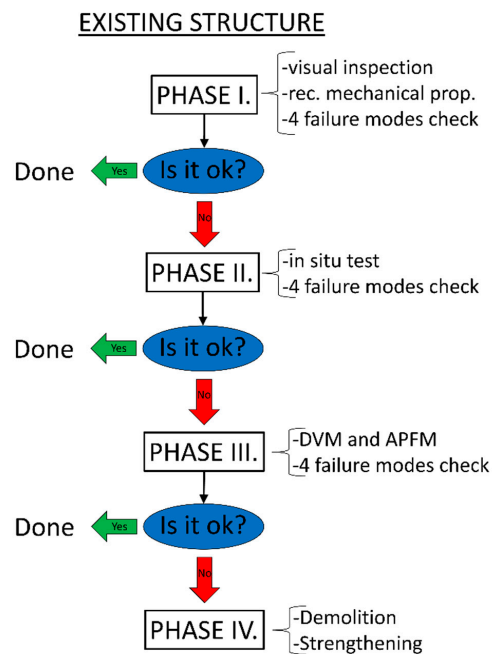 EXISTING STRUCTURE
PHASE I.
-visual inspection
-rec. mechanical prop.
-4 failure modes check
Done
Yes
Is it ok?
No
PHASE II.
-in situ test
-4 failure modes check
Done
Yes
Is it ok?
No
PHASE III.
-DVM and APFM
-4 failure modes check
Done
Yes
Is it ok?
No
PHASE IV.
-Demolition
-Strengthening